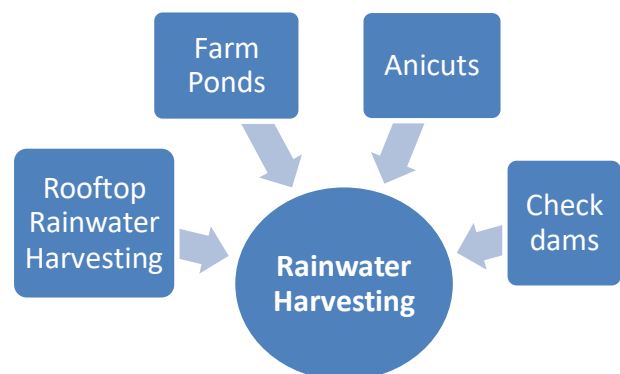 Farm
Ponds
Anicuts
Rooftop
Rainwater
Harvesting
Check
dams
Rainwater
Harvesting